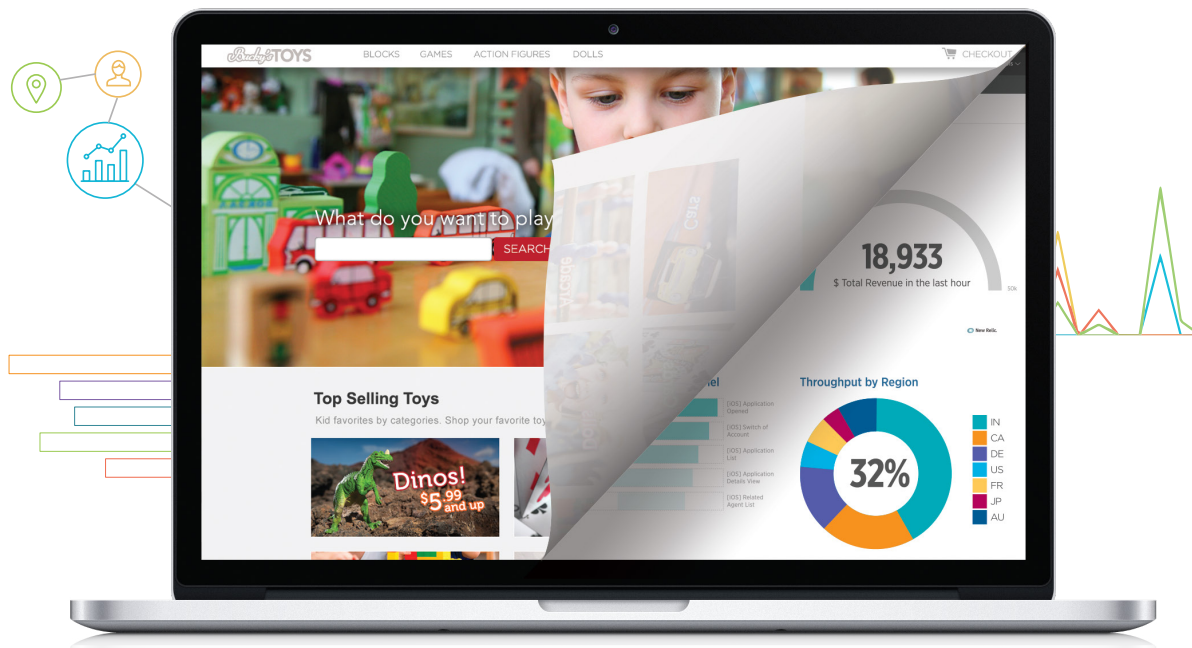 Bucky's TOYS
BLOCKS GAMES ACTION FIGURES DOLLS
CHECKOUT
What do you want to play
SEARCH
Cars
18,933
$ Total Revenue in the last hour
50k
New Relic.
Top Selling Toys
Kid favorites by categories. Shop your favorite toy
Dinos!
$5.99
and up
[iOS] Application
Opened
[iOS] Switch of
Account
[iOS] Application
List
[iOS] Application
Details View
[iOS] Related
Agent List
Throughput by Region
32%
IN
CA
DE
US
FR
JP
AU